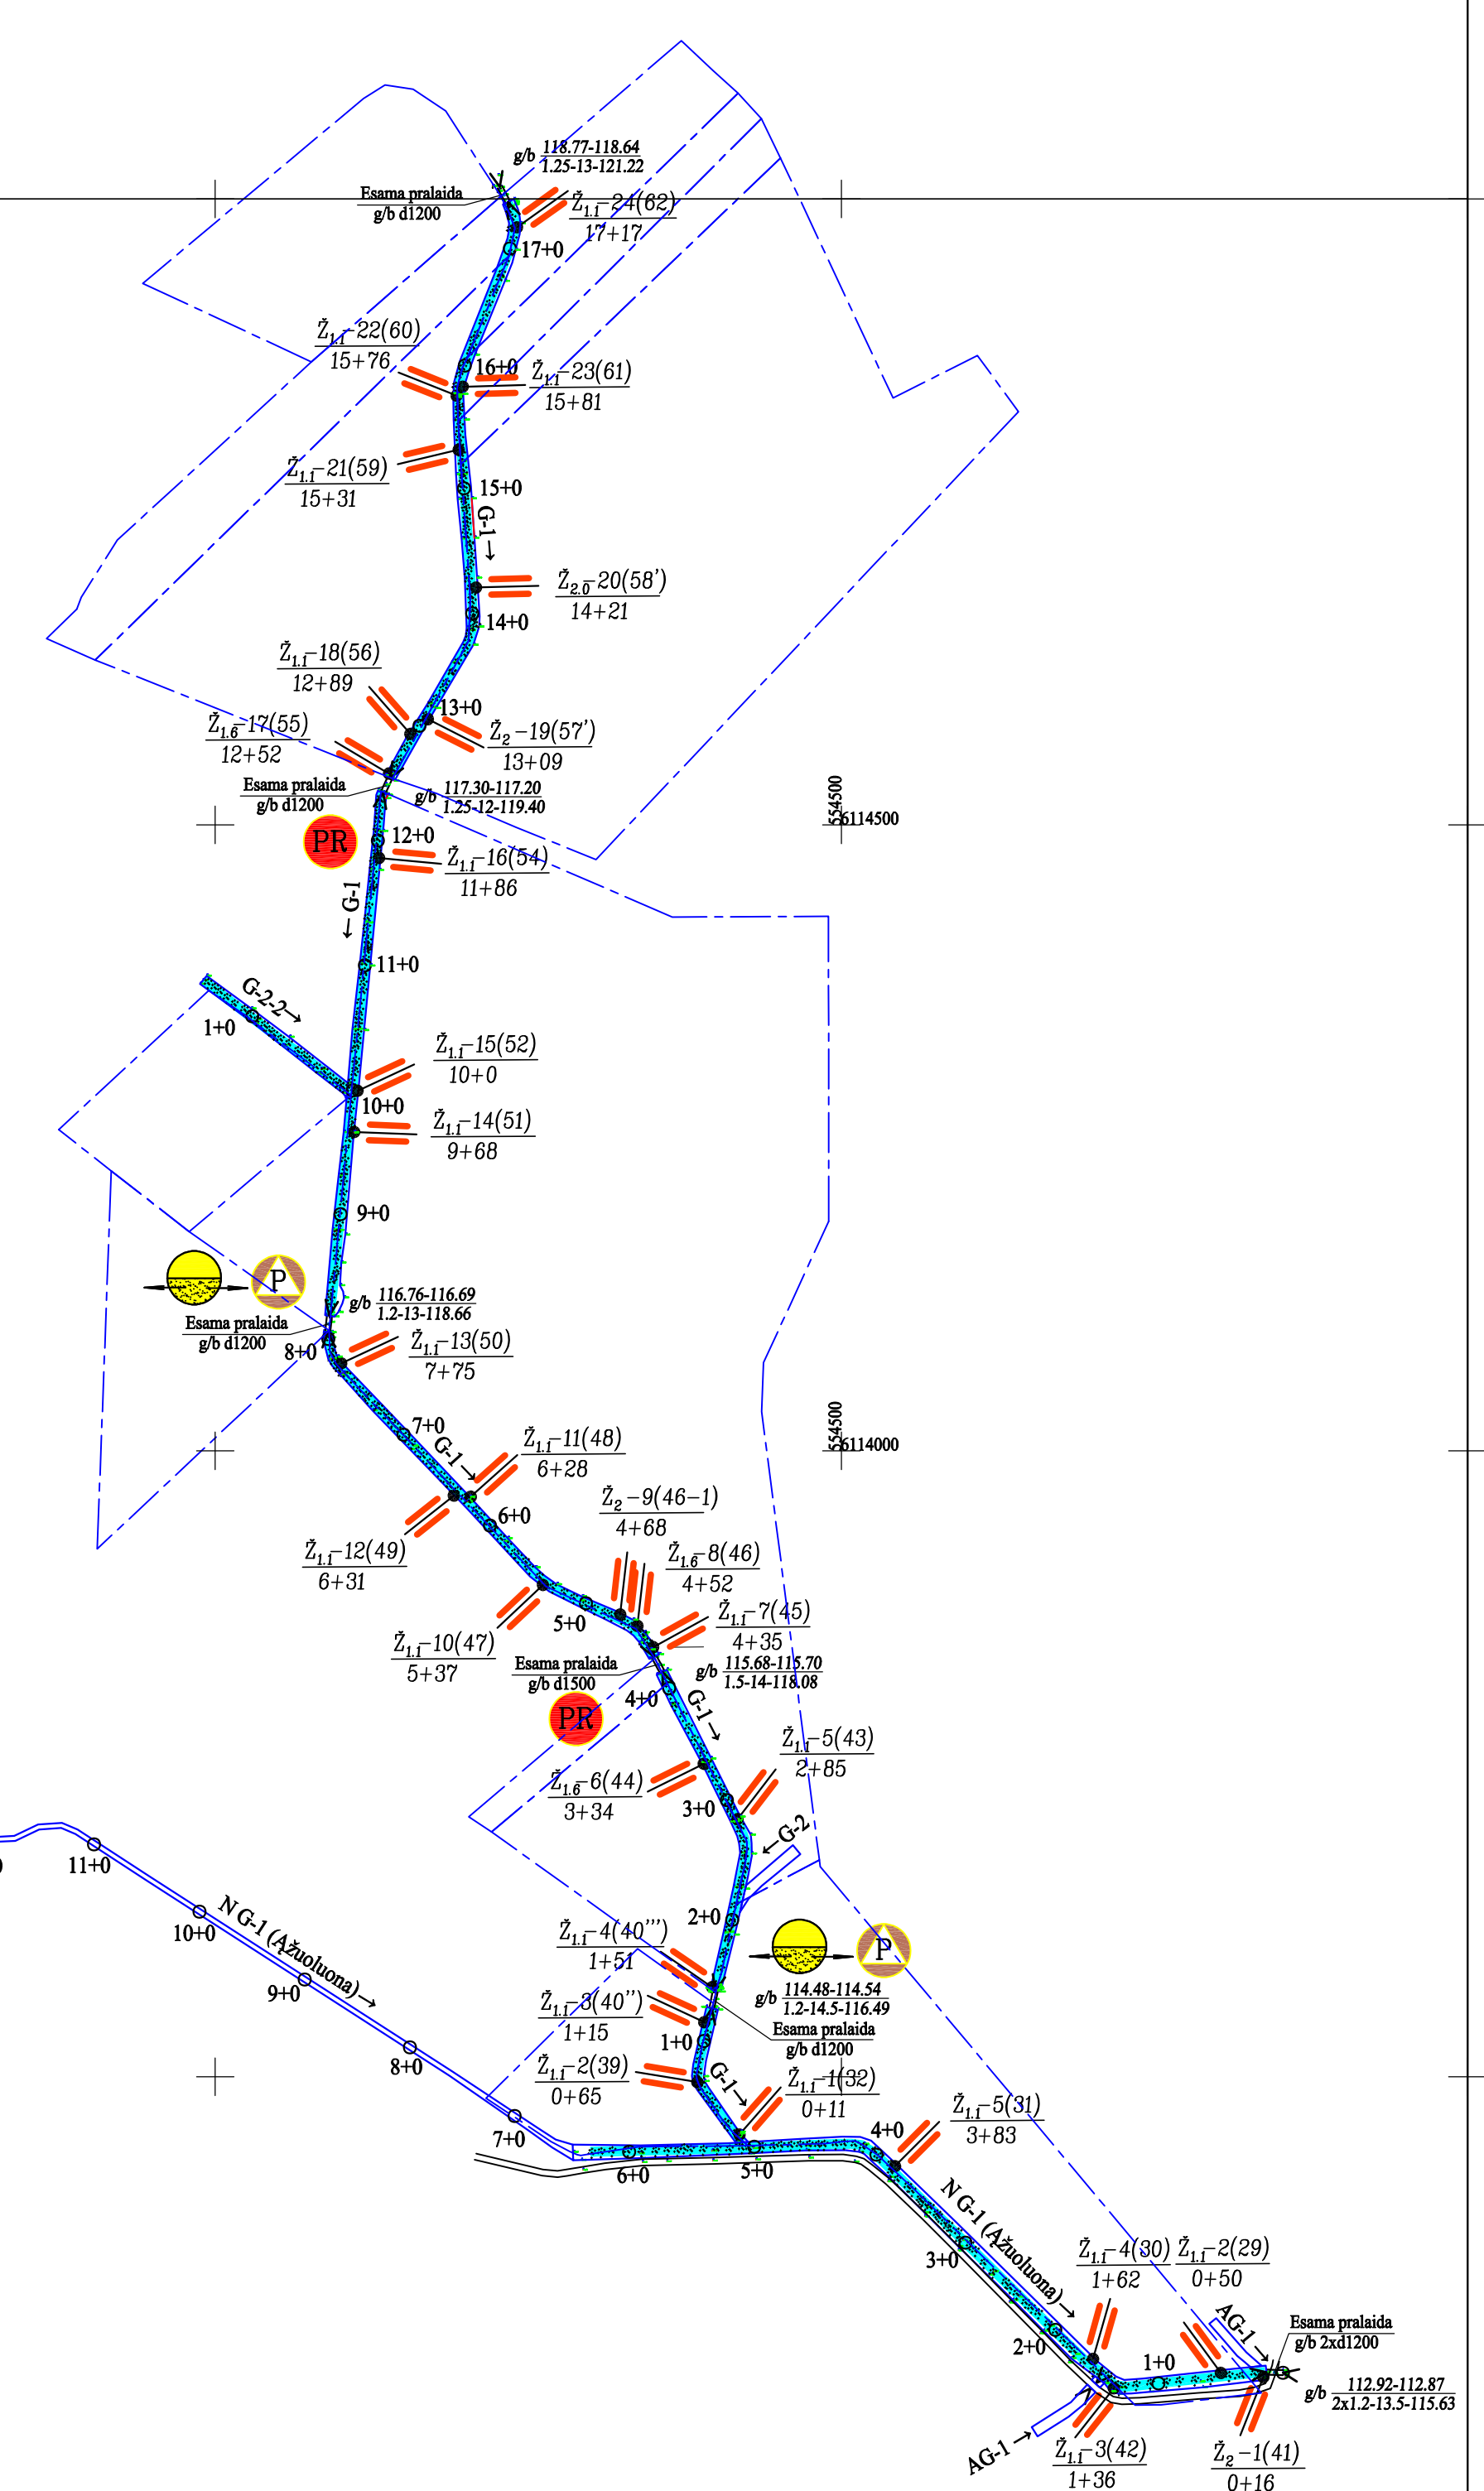 g/b 118.77-118.64
1.25-13-121.22
Esama pralaida
g/b d1200
Ž1.1-24(62)
17+17
17+0
Ž1.1-22(60)
15+76
16+0
Ž1.1-23(61)
15+81
Ž1.1-21(59)
15+31
15+0
G-1→
Ž2.0-20(58')
14+21
14+0
Ž1.1-18(56)
12+89
13+0
Ž1.6-17(55)
12+52
Ž2-19(57')
13+09
Esama pralaida
g/b d1200
g/b 117.30-117.20
1.25-12-119.40
554500
6114500
PR
12+0
Ž1.1-16(54)
11+86
← G-1
11+0
G-2-2→
1+0
Ž1.1-15(52)
10+0
10+0
Ž1.1-14(51)
9+68
9+0
P
g/b 116.76-116.69
1.2-13-118.66
Esama pralaida
g/b d1200
8+0
Ž1.1-13(50)
7+75
7+0
G-1→
554500
6114000
Ž1.1-11(48)
6+28
6+0
Ž2-9(46-1)
4+68
Ž1.1-12(49)
6+31
Ž1.6-8(46)
4+52
5+0
Ž1.1-7(45)
4+35
Ž1.1-10(47)
5+37
Esama pralaida
g/b d1500
g/b 115.68-115.70
1.5-14-118.08
4+0
G-1→
PR
Ž1.1-5(43)
2+85
Ž1.6-6(44)
3+34
3+0
←G-2
11+0
10+0
N G-1 (Ąžuoluona)→
2+0
Ž1.1-4(40''')
1+51
P
9+0
g/b 114.48-114.54
1.2-14.5-116.49
Ž1.1-3(40'')
1+15
Esama pralaida
g/b d1200
1+0
8+0
Ž1.1-2(39)
0+65
G-1→
Ž1.1-1(32)
0+11
7+0
4+0
Ž1.1-5(31)
3+83
6+0
5+0
N G-1 (Ąžuoluona)→
3+0
Ž1.1-4(30)
1+62
Ž1.1-2(29)
0+50
AG-1→
Esama pralaida
g/b 2xd1200
2+0
1+0
g/b 112.92-112.87
2x1.2-13.5-115.63
AG-1→
Ž1.1-3(42)
1+36
Ž2-1(41)
0+16